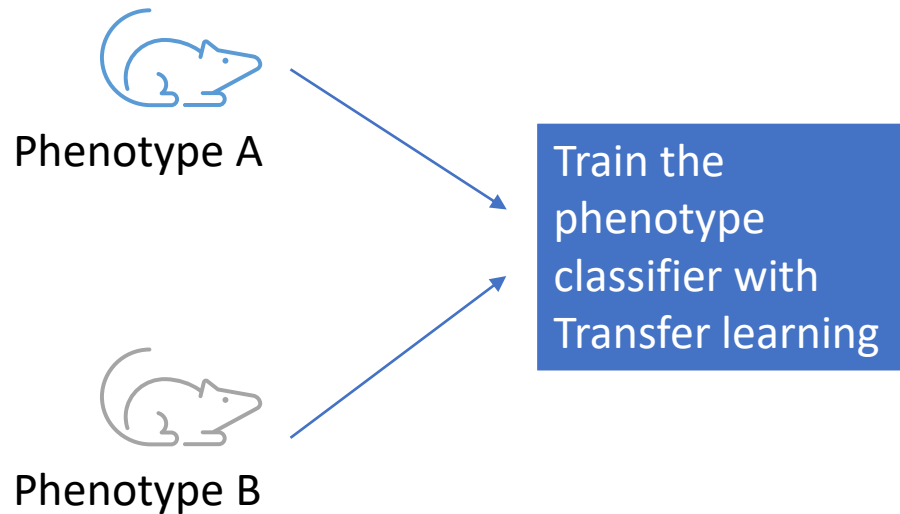 Phenotype A
Train the
phenotype
classifier with
Transfer learning
Phenotype B